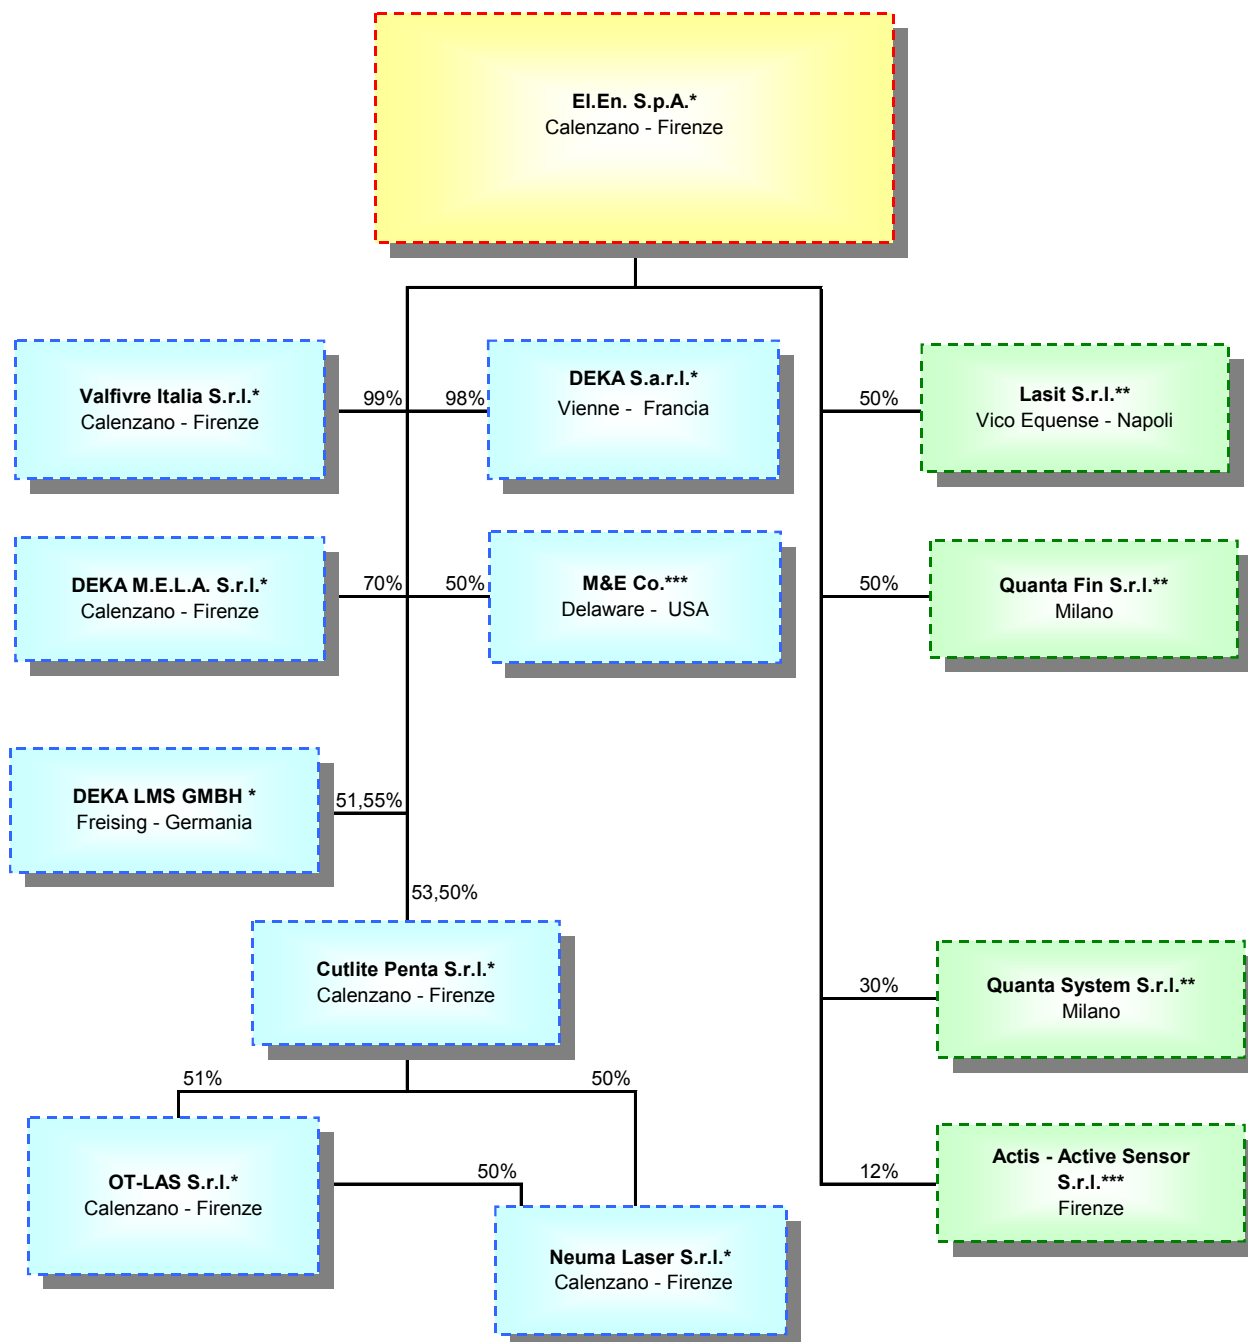 El.En. S.p.A.*
Calenzano - Firenze
Valfivre Italia S.r.l.*
Calenzano - Firenze
99%
98%
DEKA S.a.r.l.*
Vienne - Francia
50%
Lasit S.r.l.**
Vico Equense - Napoli
DEKA M.E.L.A. S.r.l.*
Calenzano - Firenze
70%
50%
M&E Co.***
Delaware - USA
50%
Quanta Fin S.r.l.**
Milano
DEKA LMS GMBH *
Freising - Germania
51,55%
53,50%
Cutlite Penta S.r.l.*
Calenzano - Firenze
30%
Quanta System S.r.l.**
Milano
51%
50%
OT-LAS S.r.l.*
Calenzano - Firenze
50%
Neuma Laser S.r.l.*
Calenzano - Firenze
12%
Actis - Active Sensor
S.r.l.***
Firenze